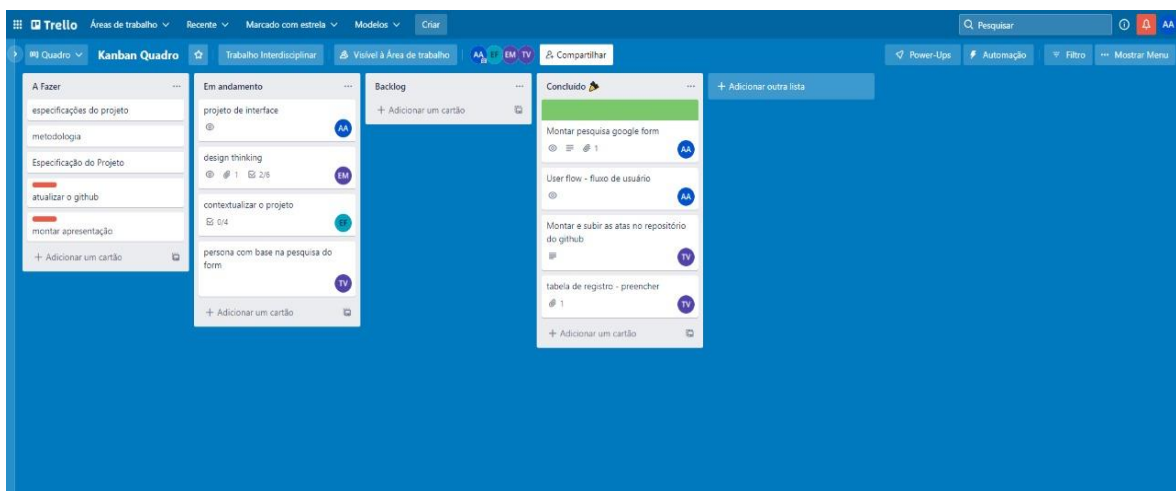 Trello Áreas de trabalho Recente Marcado com estrela Modelos Criar Pesquisar AA
Quadro Kanban Quadro Trabalho Interdisciplinar Visível à Área de trabalho AA EF EM TV Compartilhar Power-Ups Automação Filtro ... Mostrar Menu
A Fazer ...
especificações do projeto
metodologia
Especificação do Projeto
atualizar o github
montar apresentação
+ Adicionar um cartão
Em andamento ...
projeto de interface
AA
design thinking
1 2/6 EM
contextualizar o projeto
0/4 EF
persona com base na pesquisa do
form
TV
+ Adicionar um cartão
Backlog ...
+ Adicionar um cartão
Concluído ...
Montar pesquisa google form
1 AA
User flow - fluxo de usuário
AA
Montar e subir as atas no repositório
do github
TV
tabela de registro - preencher
1 TV
+ Adicionar um cartão
+ Adicionar outra lista